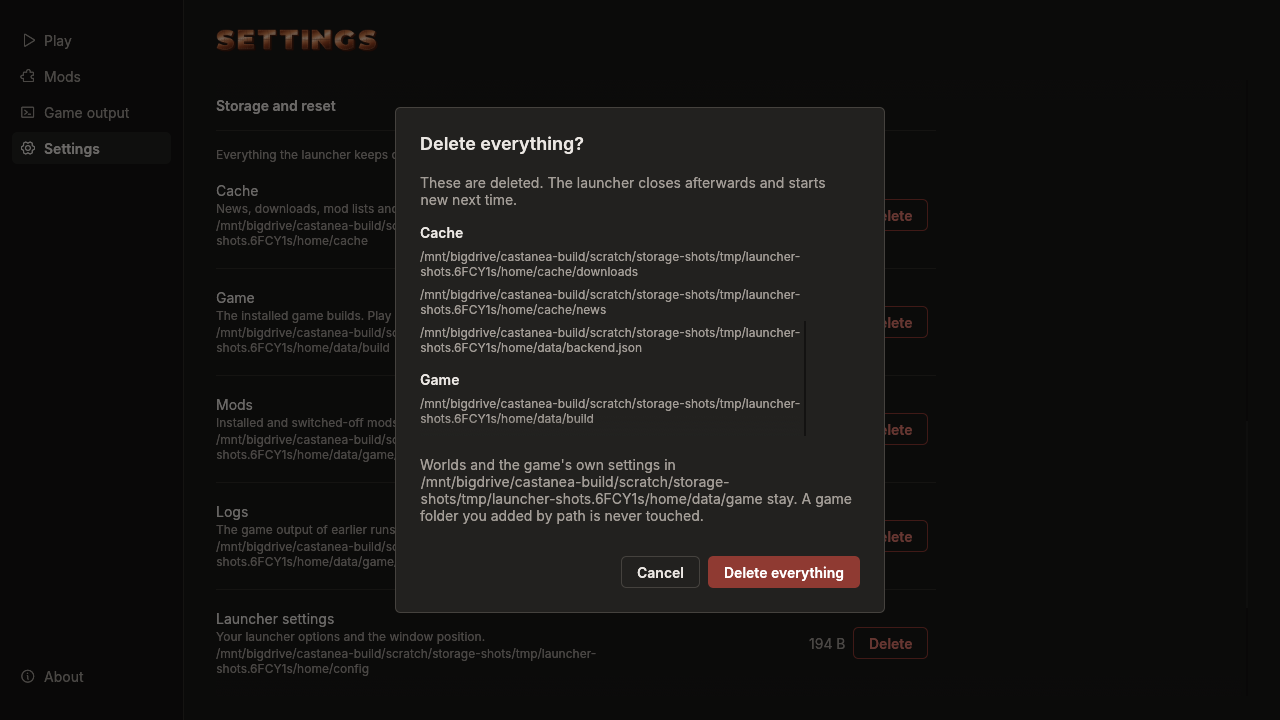 Play
Mods
Game output
Settings
About
SETTINGS
Storage and reset
Everything the launcher keeps
Cache
News, downloads, mod lists and
/mnt/bigdrive/castanea-build/sc
shots.6FCY1s/home/cache
elete
Game
The installed game builds. Play
/mnt/bigdrive/castanea-build/sc
shots.6FCY1s/home/data/build
elete
Mods
Installed and switched-off mods
/mnt/bigdrive/castanea-build/sc
shots.6FCY1s/home/data/game
elete
Logs
The game output of earlier runs
/mnt/bigdrive/castanea-build/sc
shots.6FCY1s/home/data/game
elete
Launcher settings
Your launcher options and the window position.
/mnt/bigdrive/castanea-build/scratch/storage-shots/tmp/launcher-
shots.6FCY1s/home/config
194 B
Delete
Delete everything?
These are deleted. The launcher closes afterwards and starts
new next time.
Cache
/mnt/bigdrive/castanea-build/scratch/storage-shots/tmp/launcher-
shots.6FCY1s/home/cache/downloads
/mnt/bigdrive/castanea-build/scratch/storage-shots/tmp/launcher-
shots.6FCY1s/home/cache/news
/mnt/bigdrive/castanea-build/scratch/storage-shots/tmp/launcher-
shots.6FCY1s/home/data/backend.json
Game
/mnt/bigdrive/castanea-build/scratch/storage-shots/tmp/launcher-
shots.6FCY1s/home/data/build
Worlds and the game's own settings in
/mnt/bigdrive/castanea-build/scratch/storage-
shots/tmp/launcher-shots.6FCY1s/home/data/game stay. A game
folder you added by path is never touched.
Cancel
Delete everything